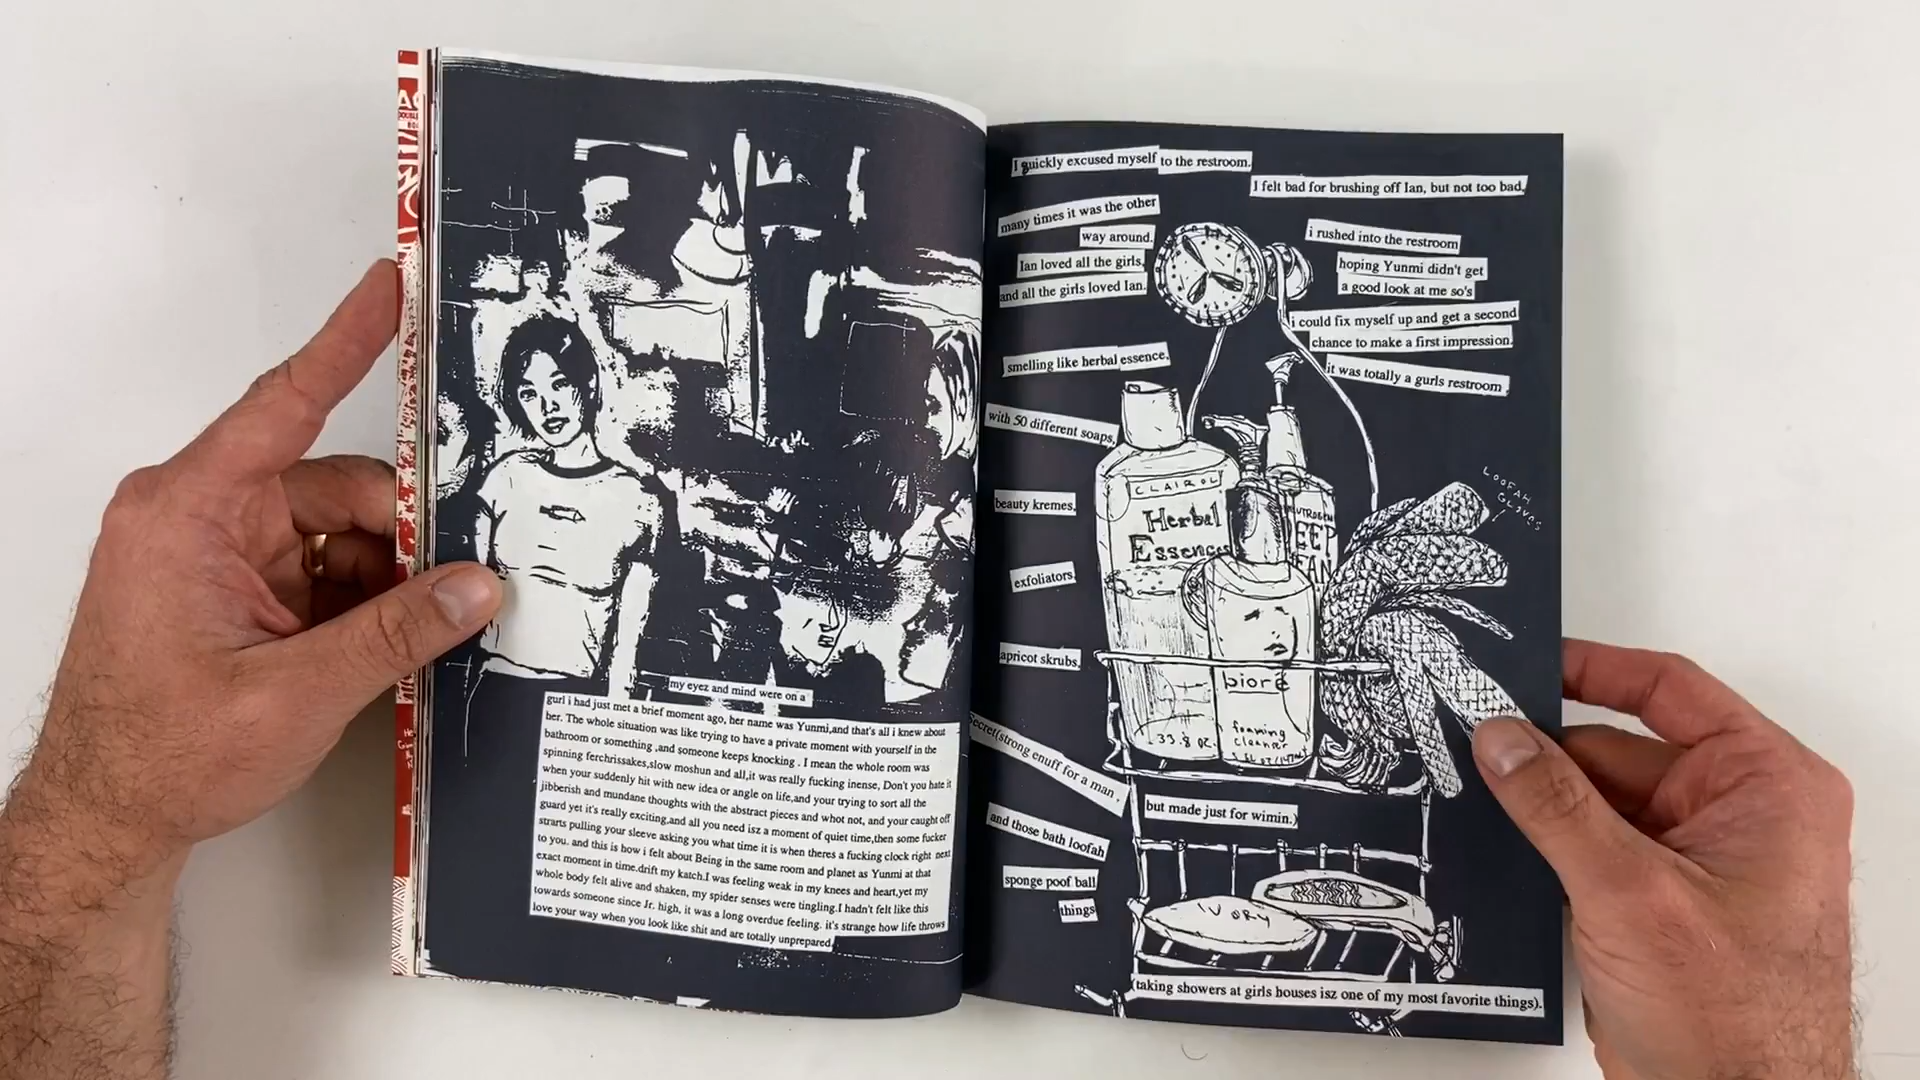 my eyez and mind were on a
gurl i had just met a brief moment ago, her name was Yunmi,and that's all i knew about
her. The whole situation was like trying to have a private moment with yourself in the
bathroom or something ,and someone keeps knocking . I mean the whole room was
spinning ferchrissakes,slow moshun and all,it was really fucking inense, Don't you hate it
when your suddenly hit with new idea or angle on life,and your trying to sort all the
jibberish and mundane thoughts with the abstract pieces and whot not, and your caught off
guard yet it's really exciting,and all you need isz a moment of quiet time,then some fucker
strarts pulling your sleeve asking you what time it is when theres a fucking clock right next
to you. and this is how i felt about Being in the same room and planet as Yunmi at that
exact moment in time.drift my katch.I was feeling weak in my knees and heart,yet my
whole body felt alive and shaken, my spider senses were tingling.I hadn't felt like this
towards someone since Jr. high, it was a long overdue feeling. it's strange how life throws
love your way when you look like shit and are totally unprepared.
I quickly excused myself to the restroom.
I felt bad for brushing off Ian, but not too bad,
many times it was the other
way around.
Ian loved all the girls,
and all the girls loved Ian.
i rushed into the restroom
hoping Yunmi didn't get
a good look at me so's
i could fix myself up and get a second
chance to make a first impression.
it was totally a gurls restroom ,
smelling like herbal essence,
with 50 different soaps,
beauty kremes,
exfoliators,
apricot skrubs,
Secret(strong enuff for a man ,
but made just for wimin.)
and those bath loofah
sponge poof ball
things
(taking showers at girls houses isz one of my most favorite things).
CLAIROL
Herbal
Essences
33.8 oz.
EEP
EAN
bioré
foaming
cleanser
LOOFAH
GLOVES
IVORY